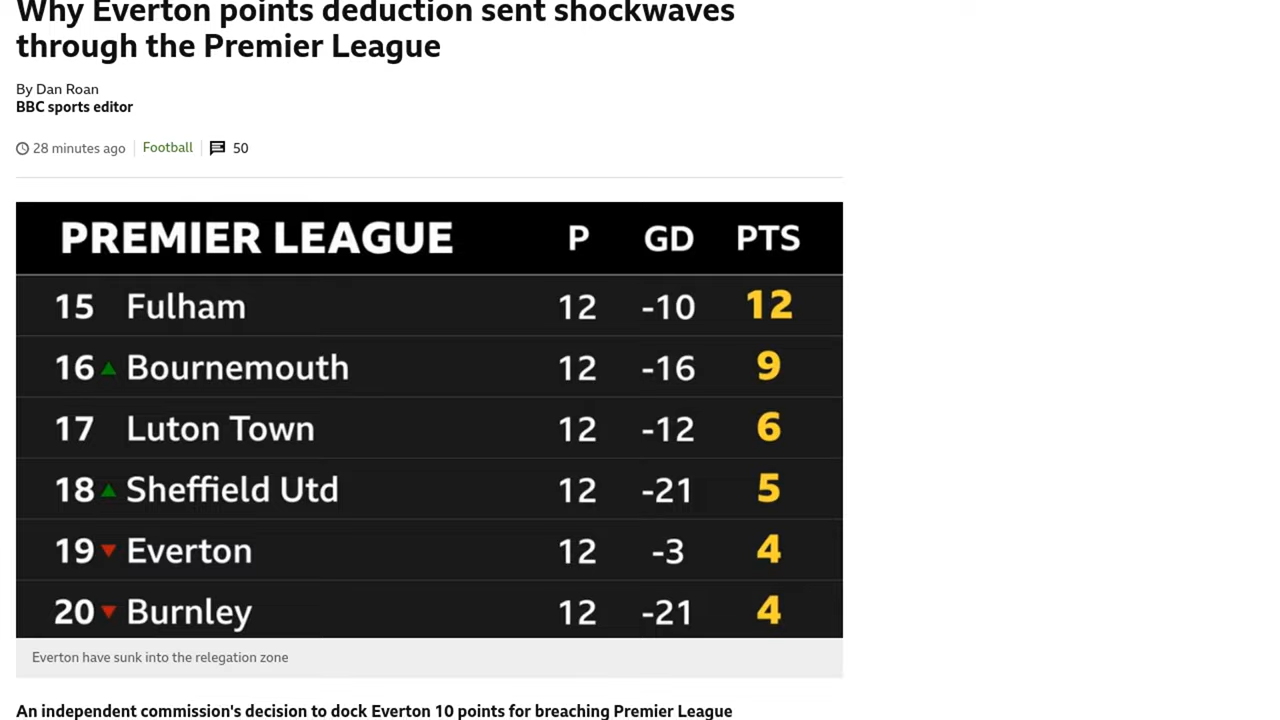 Why Everton points deduction sent shockwaves
through the Premier League
By Dan Roan
BBC sports editor
28 minutes ago Football 50
PREMIER LEAGUE P GD PTS
15 Fulham 12 -10 12
16 Bournemouth 12 -16 9
17 Luton Town 12 -12 6
18 Sheffield Utd 12 -21 5
19 Everton 12 -3 4
20 Burnley 12 -21 4
Everton have sunk into the relegation zone
An independent commission's decision to dock Everton 10 points for breaching Premier League